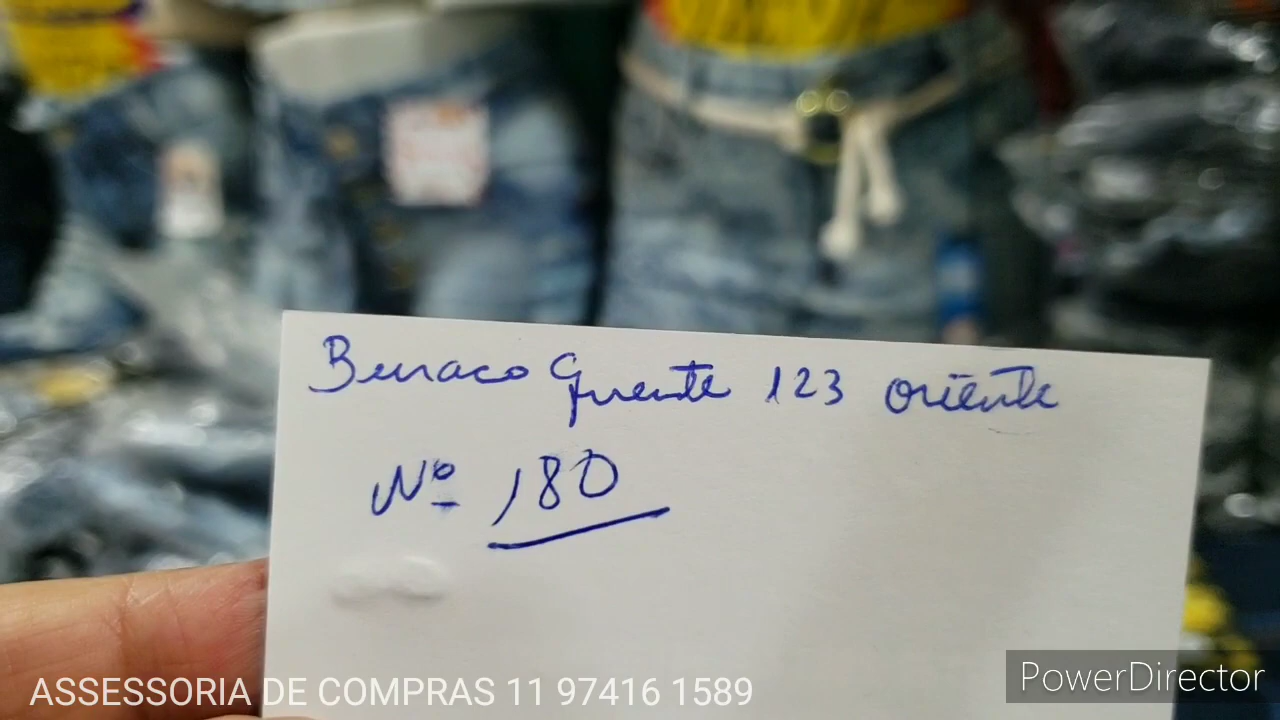 Buraco Quente 123 oriente
Nº 180
ASSESSORIA DE COMPRAS 11 97416 1589
PowerDirector